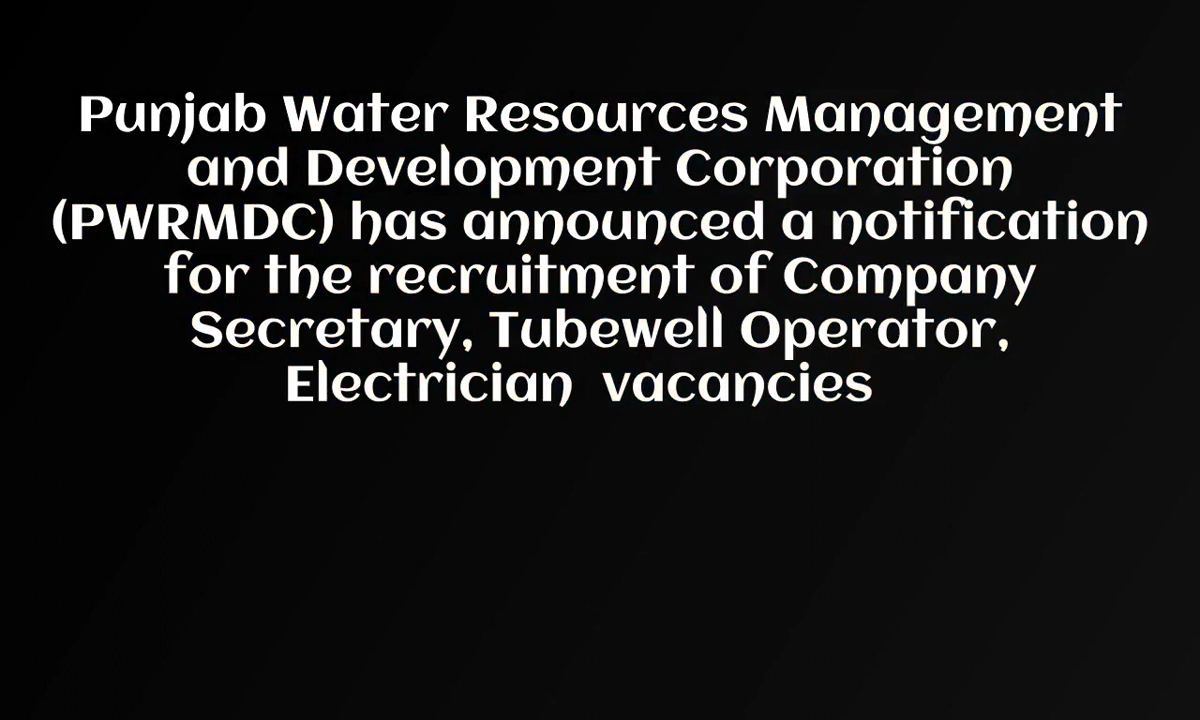 Punjab Water Resources Management
and Development Corporation
(PWRMDC) has announced a notification
for the recruitment of Company
Secretary, Tubewell Operator,
Electrician  vacancies